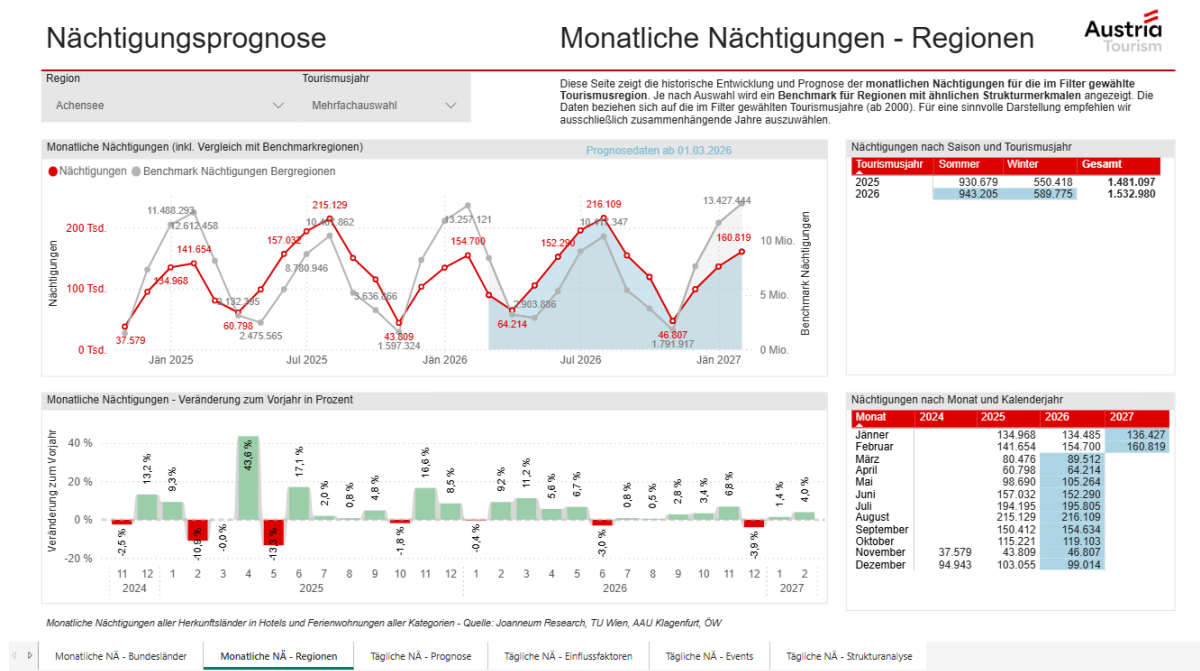 Nächtigungsprognose
Monatliche Nächtigungen - Regionen
Austria
Tourism
Region
Tourismusjahr
Achensee
Mehrfachauswahl
Diese Seite zeigt die historische Entwicklung und Prognose der monatlichen Nächtigungen für die im Filter gewählte
Tourismusregion. Je nach Auswahl wird ein Benchmark für Regionen mit ähnlichen Strukturmerkmalen angezeigt. Die
Daten beziehen sich auf die im Filter gewählten Tourismusjahre (ab 2000). Für eine sinnvolle Darstellung empfehlen wir
ausschließlich zusammenhängende Jahre auszuwählen.
Monatliche Nächtigungen (inkl. Vergleich mit Benchmarkregionen)
Prognosedaten ab 01.03.2026
Nächtigungen Benchmark Nächtigungen Bergregionen
Nächtigungen
200 Tsd.
100 Tsd.
0 Tsd.
11.488.293
12.612.458
141.654
134.968
37.579
3.132.295
60.798
2.475.565
157.032
8.780.946
215.129
3.636.866
43.809
1.597.324
13.257.121
154.700
64.214
2.903.886
152.290
216.109
46.807
1.791.917
13.427.444
160.819
10 Mio.
5 Mio.
0 Mio.
Benchmark Nächtigungen
Jän 2025
Jul 2025
Jän 2026
Jul 2026
Jän 2027
Nächtigungen nach Saison und Tourismusjahr
Tourismusjahr Sommer Winter Gesamt
2025 930.679 550.418 1.481.097
2026 943.205 589.775 1.532.980
Monatliche Nächtigungen - Veränderung zum Vorjahr in Prozent
Veränderung zum Vorjahr
40 %
20 %
0 %
-20 %
-2,5 % 13,2 % 9,3 % -10,9 % -0,0 % 43,6 % -13,3 % 17,1 % 2,0 % 0,8 % 4,8 % -1,8 % 16,6 % 8,5 % -0,4 % 9,2 % 11,2 % 5,6 % 6,7 % -3,0 % 0,8 % 0,5 % 2,8 % 3,4 % 6,8 % -3,9 % 1,4 % 4,0 %
11 12 1 2 3 4 5 6 7 8 9 10 11 12 1 2 3 4 5 6 7 8 9 10 11 12 1 2
2024 2025 2026 2027
Nächtigungen nach Monat und Kalenderjahr
Monat 2024 2025 2026 2027
Jänner 134.968 134.485 136.427
Februar 141.654 154.700 160.819
März 80.476 89.512
April 60.798 64.214
Mai 98.690 105.264
Juni 157.032 152.290
Juli 194.195 195.805
August 215.129 216.109
September 150.412 154.634
Oktober 115.221 119.103
November 37.579 43.809 46.807
Dezember 94.943 103.055 99.014
Monatliche Nächtigungen aller Herkunftsländer in Hotels und Ferienwohnungen aller Kategorien - Quelle: Joanneum Research, TU Wien, AAU Klagenfurt, ÖW
Monatliche NÄ - Bundesländer
Monatliche NÄ - Regionen
Tägliche NÄ - Prognose
Tägliche NÄ - Einflussfaktoren
Tägliche NÄ - Events
Tägliche NÄ - Strukturanalyse